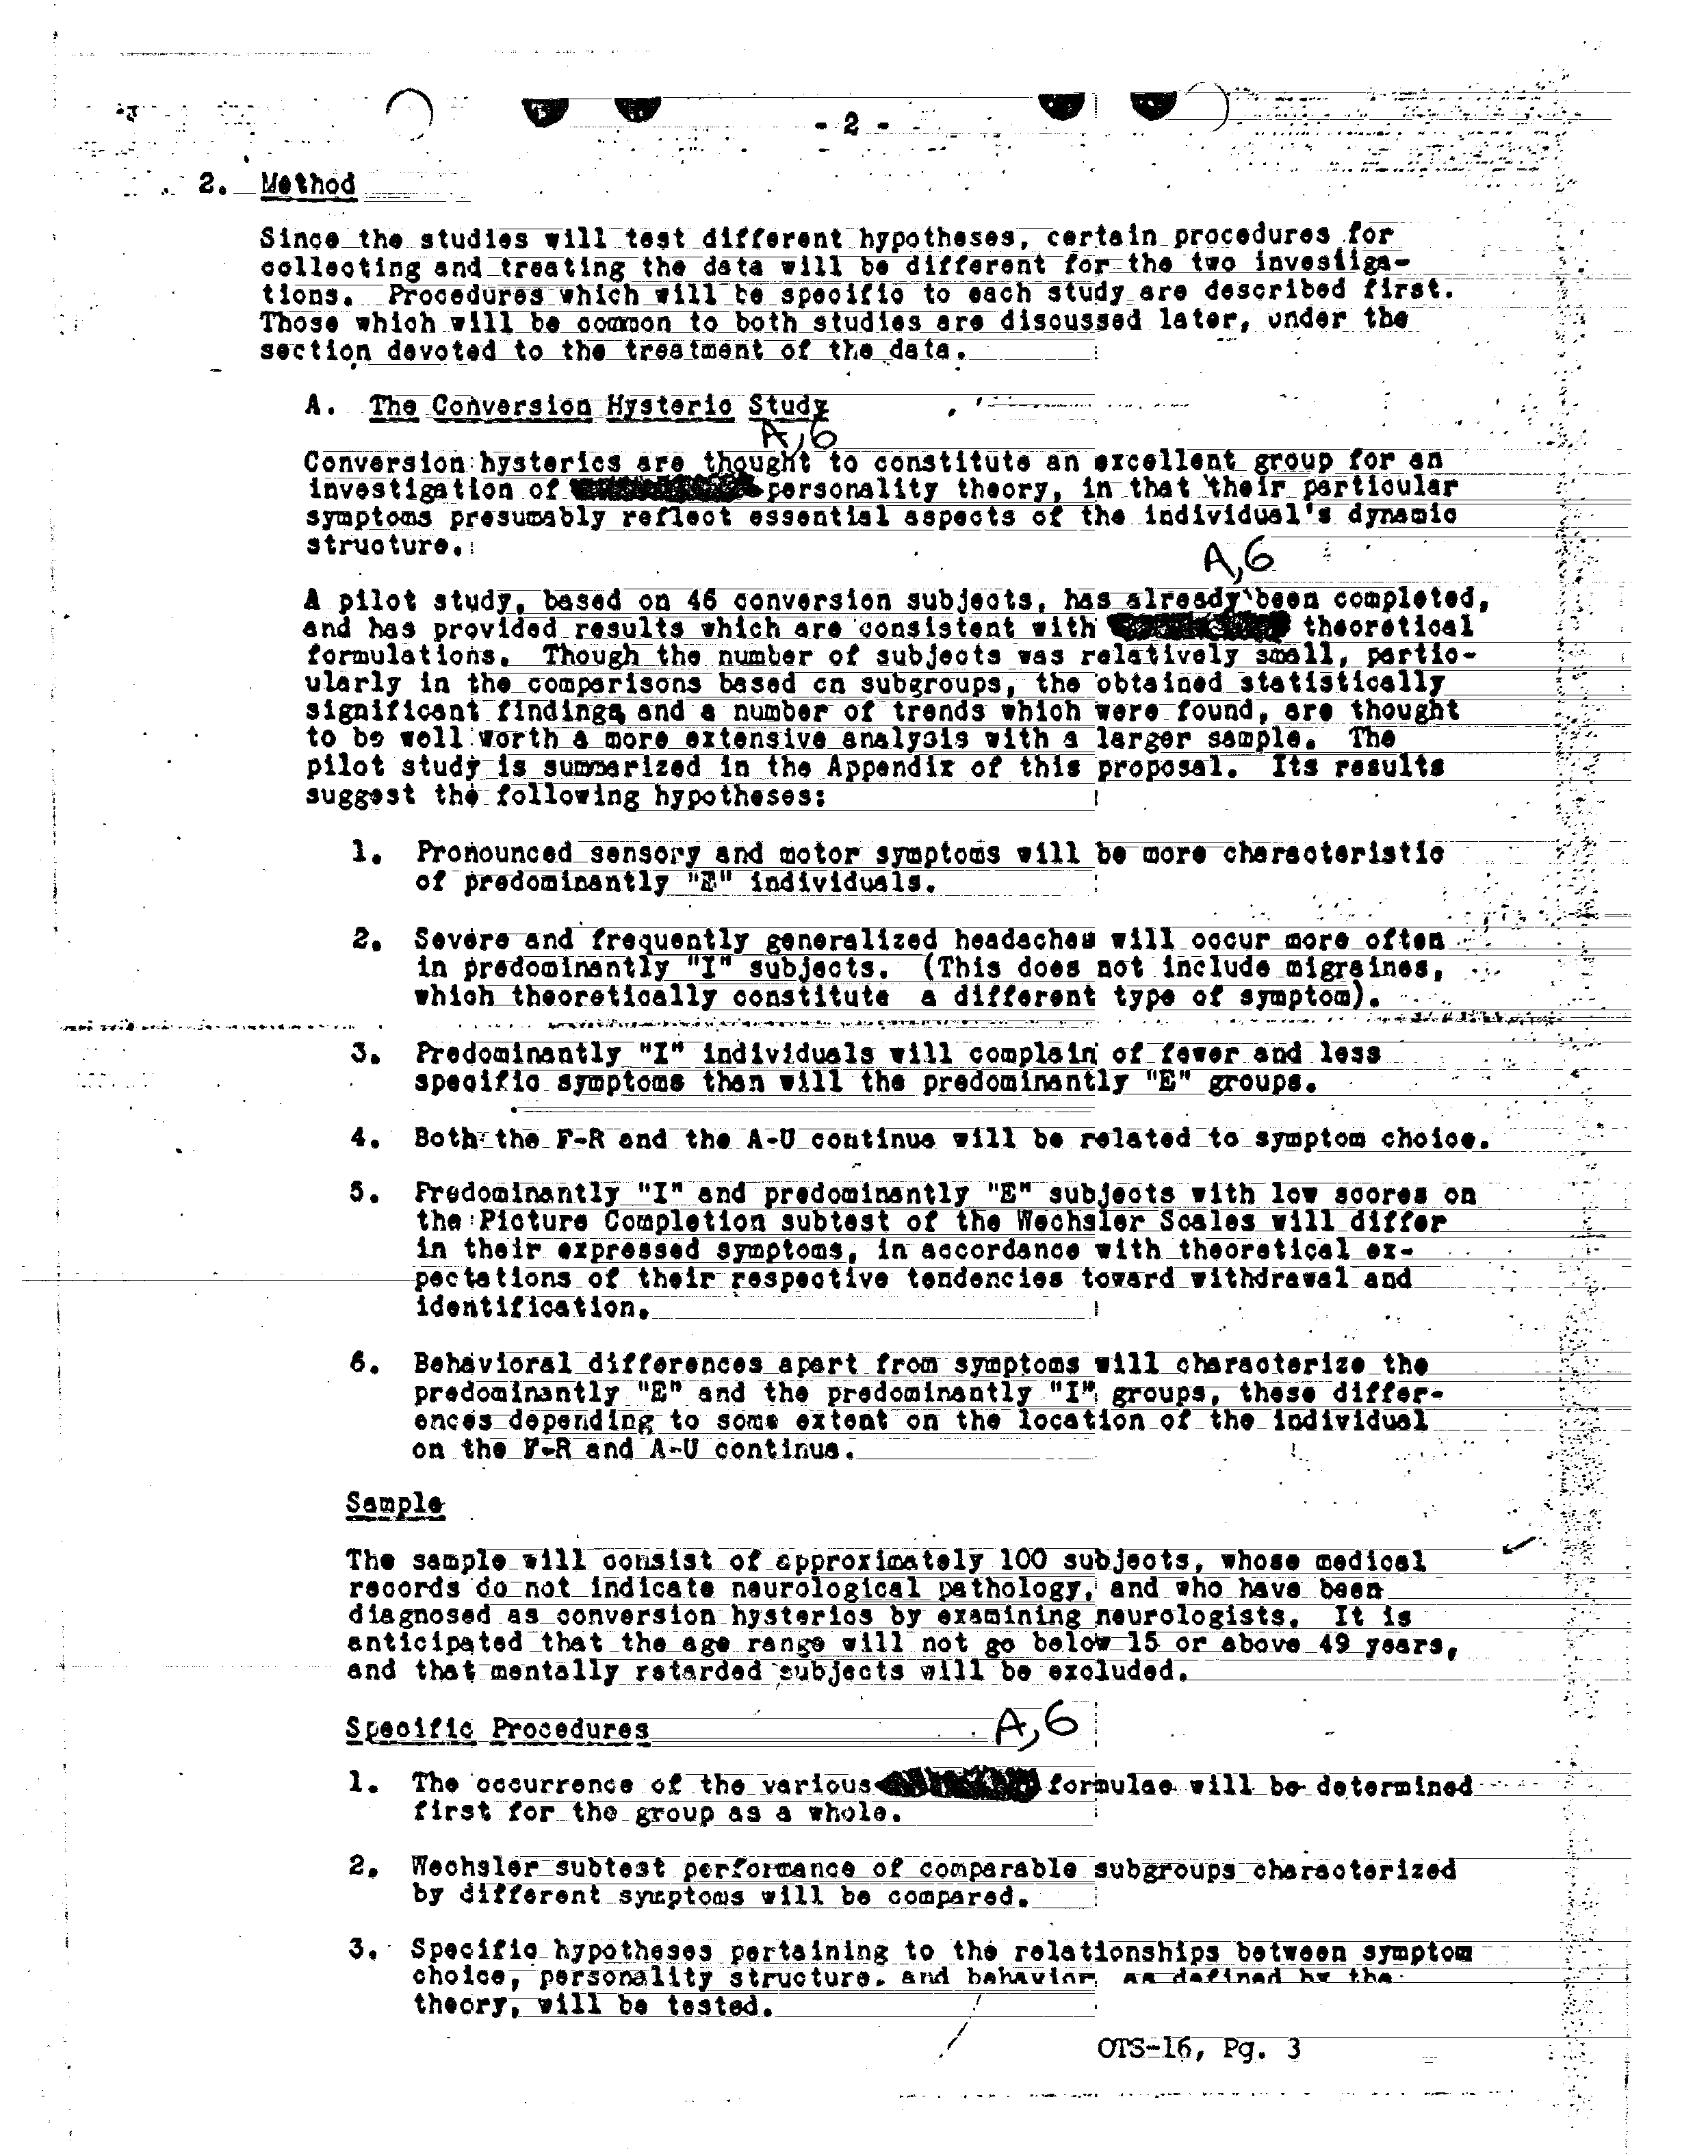 - 2 -
2. Method
Since the studies will test different hypotheses, certain procedures for
collecting and treating the data will be different for the two investiga-
tions. Procedures which will be specific to each study are described first.
Those which will be common to both studies are discussed later, under the
section devoted to the treatment of the data.
A. The Conversion Hysteric Study
A,6
Conversion hysterics are thought to constitute an excellent group for an
investigation of personality theory, in that their particular
symptoms presumably reflect essential aspects of the individual's dynamic
structure.
A,6
A pilot study, based on 46 conversion subjects, has already been completed,
and has provided results which are consistent with theoretical
formulations. Though the number of subjects was relatively small, partic-
ularly in the comparisons based on subgroups, the obtained statistically
significant findings and a number of trends which were found, are thought
to be well worth a more extensive analysis with a larger sample. The
pilot study is summarized in the Appendix of this proposal. Its results
suggest the following hypotheses:
1. Pronounced sensory and motor symptoms will be more characteristic
of predominantly "E" individuals.
2. Severe and frequently generalized headaches will occur more often
in predominantly "I" subjects. (This does not include migraines,
which theoretically constitute a different type of symptom).
3. Predominantly "I" individuals will complain of fewer and less
specific symptoms than will the predominantly "E" groups.
4. Both the F-R and the A-U continua will be related to symptom choice.
5. Predominantly "I" and predominantly "E" subjects with low scores on
the Picture Completion subtest of the Wechsler Scales will differ
in their expressed symptoms, in accordance with theoretical ex-
pectations of their respective tendencies toward withdrawal and
identification.
6. Behavioral differences apart from symptoms will characterize the
predominantly "E" and the predominantly "I" groups, these differ-
ences depending to some extent on the location of the individual
on the F-R and A-U continua.
Sample
The sample will consist of approximately 100 subjects, whose medical
records do not indicate neurological pathology, and who have been
diagnosed as conversion hysterics by examining neurologists. It is
anticipated that the age range will not go below 15 or above 49 years,
and that mentally retarded subjects will be excluded.
Specific Procedures
A,6
1. The occurrence of the various formulae will be determined
first for the group as a whole.
2. Wechsler subtest performance of comparable subgroups characterized
by different symptoms will be compared.
3. Specific hypotheses pertaining to the relationships between symptom
choice, personality structure, and behavior, as defined by the
theory, will be tested.
OTS-16, Pg. 3